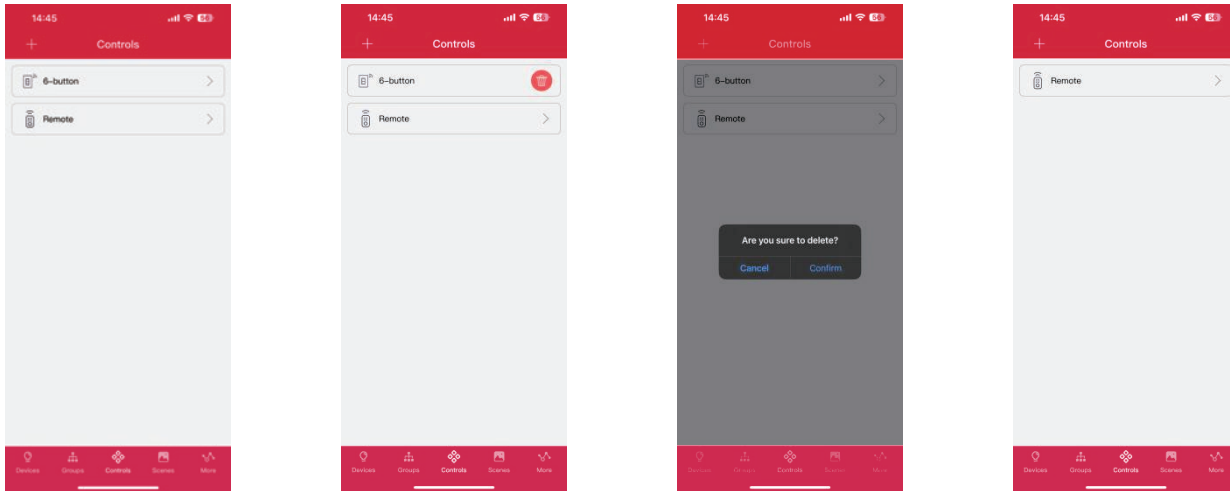 14:45
Controls
6-button
Remote
Devices Groups Controls Scenes More
14:45
Controls
6-button
Remote
Devices Groups Controls Scenes More
14:45
Controls
6-button
Remote
Are you sure to delete?
Cancel Confirm
Devices Groups Controls Scenes More
14:45
Controls
Remote
Devices Groups Controls Scenes More